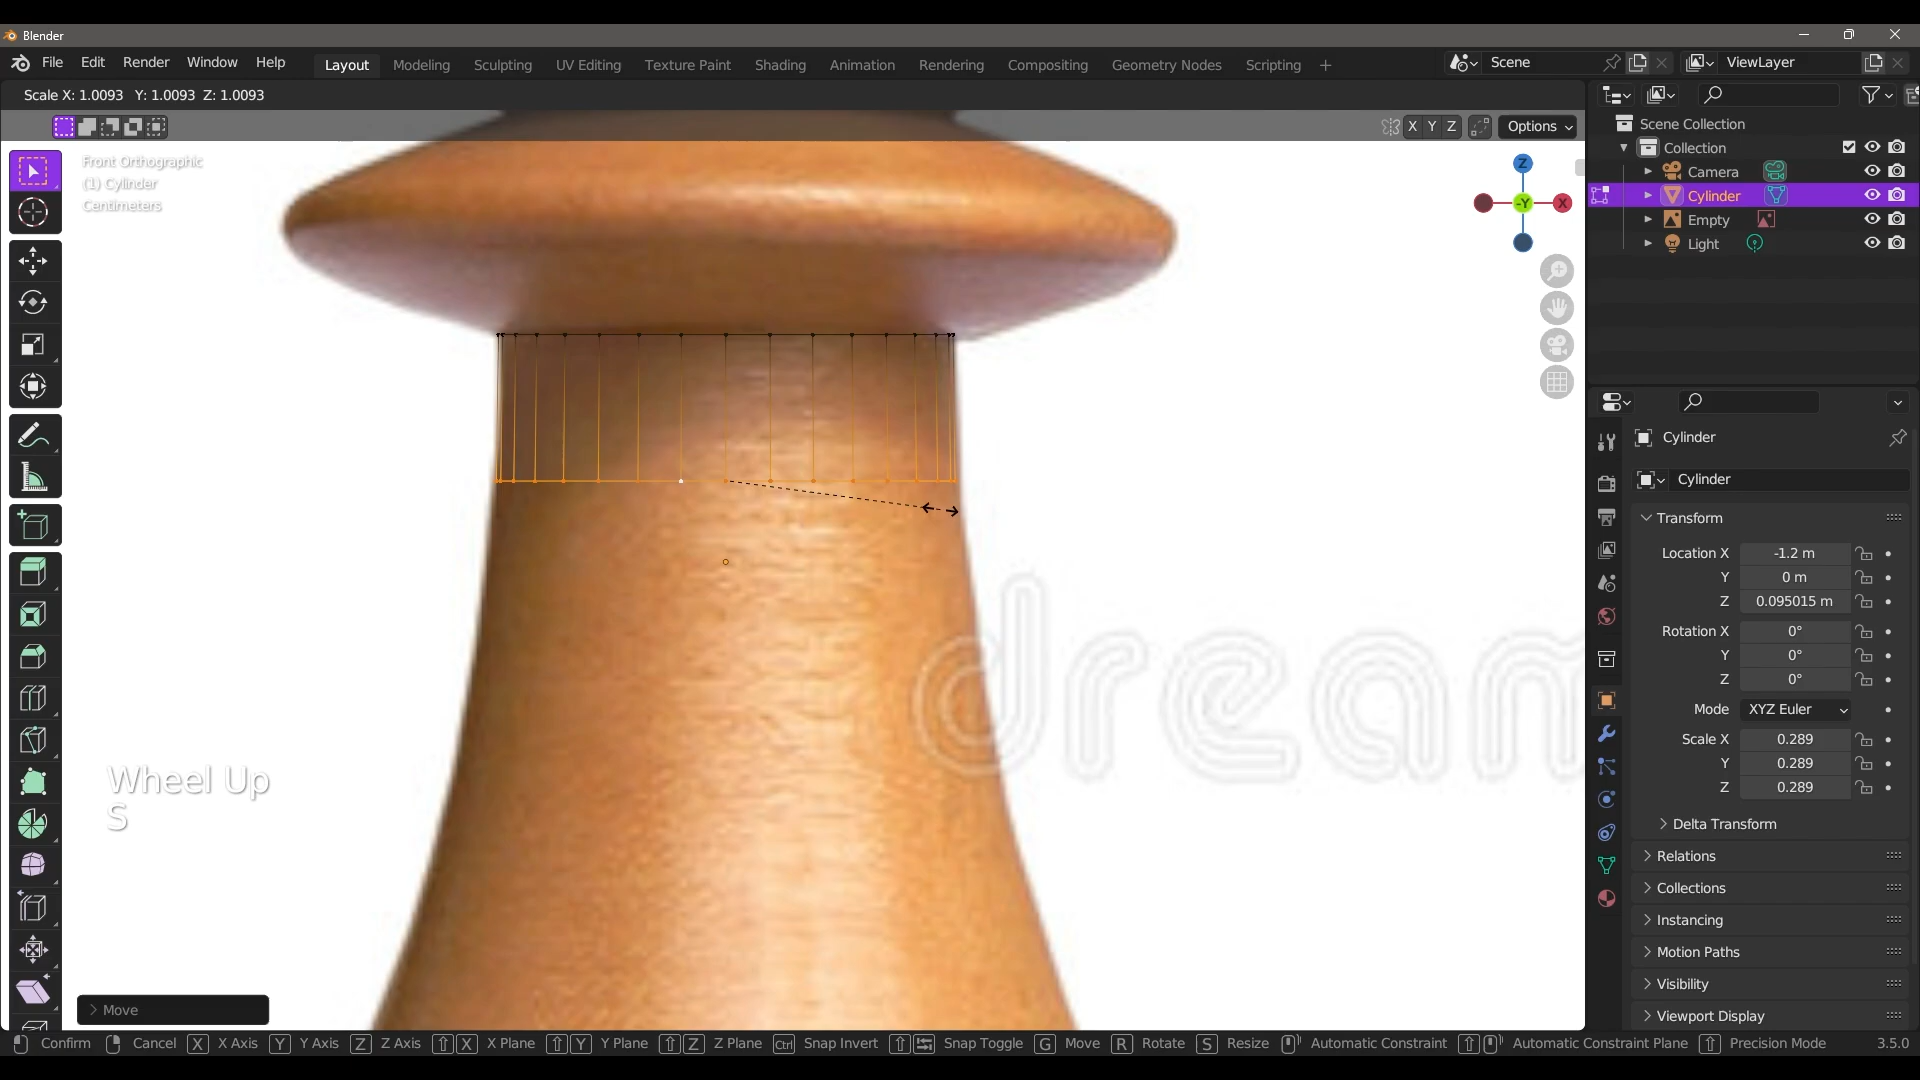 Blender
File Edit Render Window Help Layout Modeling Sculpting UV Editing Texture Paint Shading Animation Rendering Compositing Geometry Nodes Scripting + Scene ViewLayer
Scale X: 1.0093 Y: 1.0093 Z: 1.0093
X Y Z Options
Front Orthographic
(1) Cylinder
Centimeters
Z
-Y X
Scene Collection
Collection
Camera
Cylinder
Empty
Light
Cylinder
Cylinder
Transform
Location X -1.2 m
Y 0 m
Z 0.095015 m
Rotation X 0°
Y 0°
Z 0°
Mode XYZ Euler
Scale X 0.289
Y 0.289
Z 0.289
Delta Transform
Relations
Collections
Instancing
Motion Paths
Visibility
Viewport Display
dream
Wheel Up
S
Move
Confirm Cancel X X Axis Y Y Axis Z Z Axis X X Plane Y Y Plane Z Z Plane Ctrl Snap Invert Snap Toggle G Move R Rotate S Resize Automatic Constraint Automatic Constraint Plane Precision Mode 3.5.0